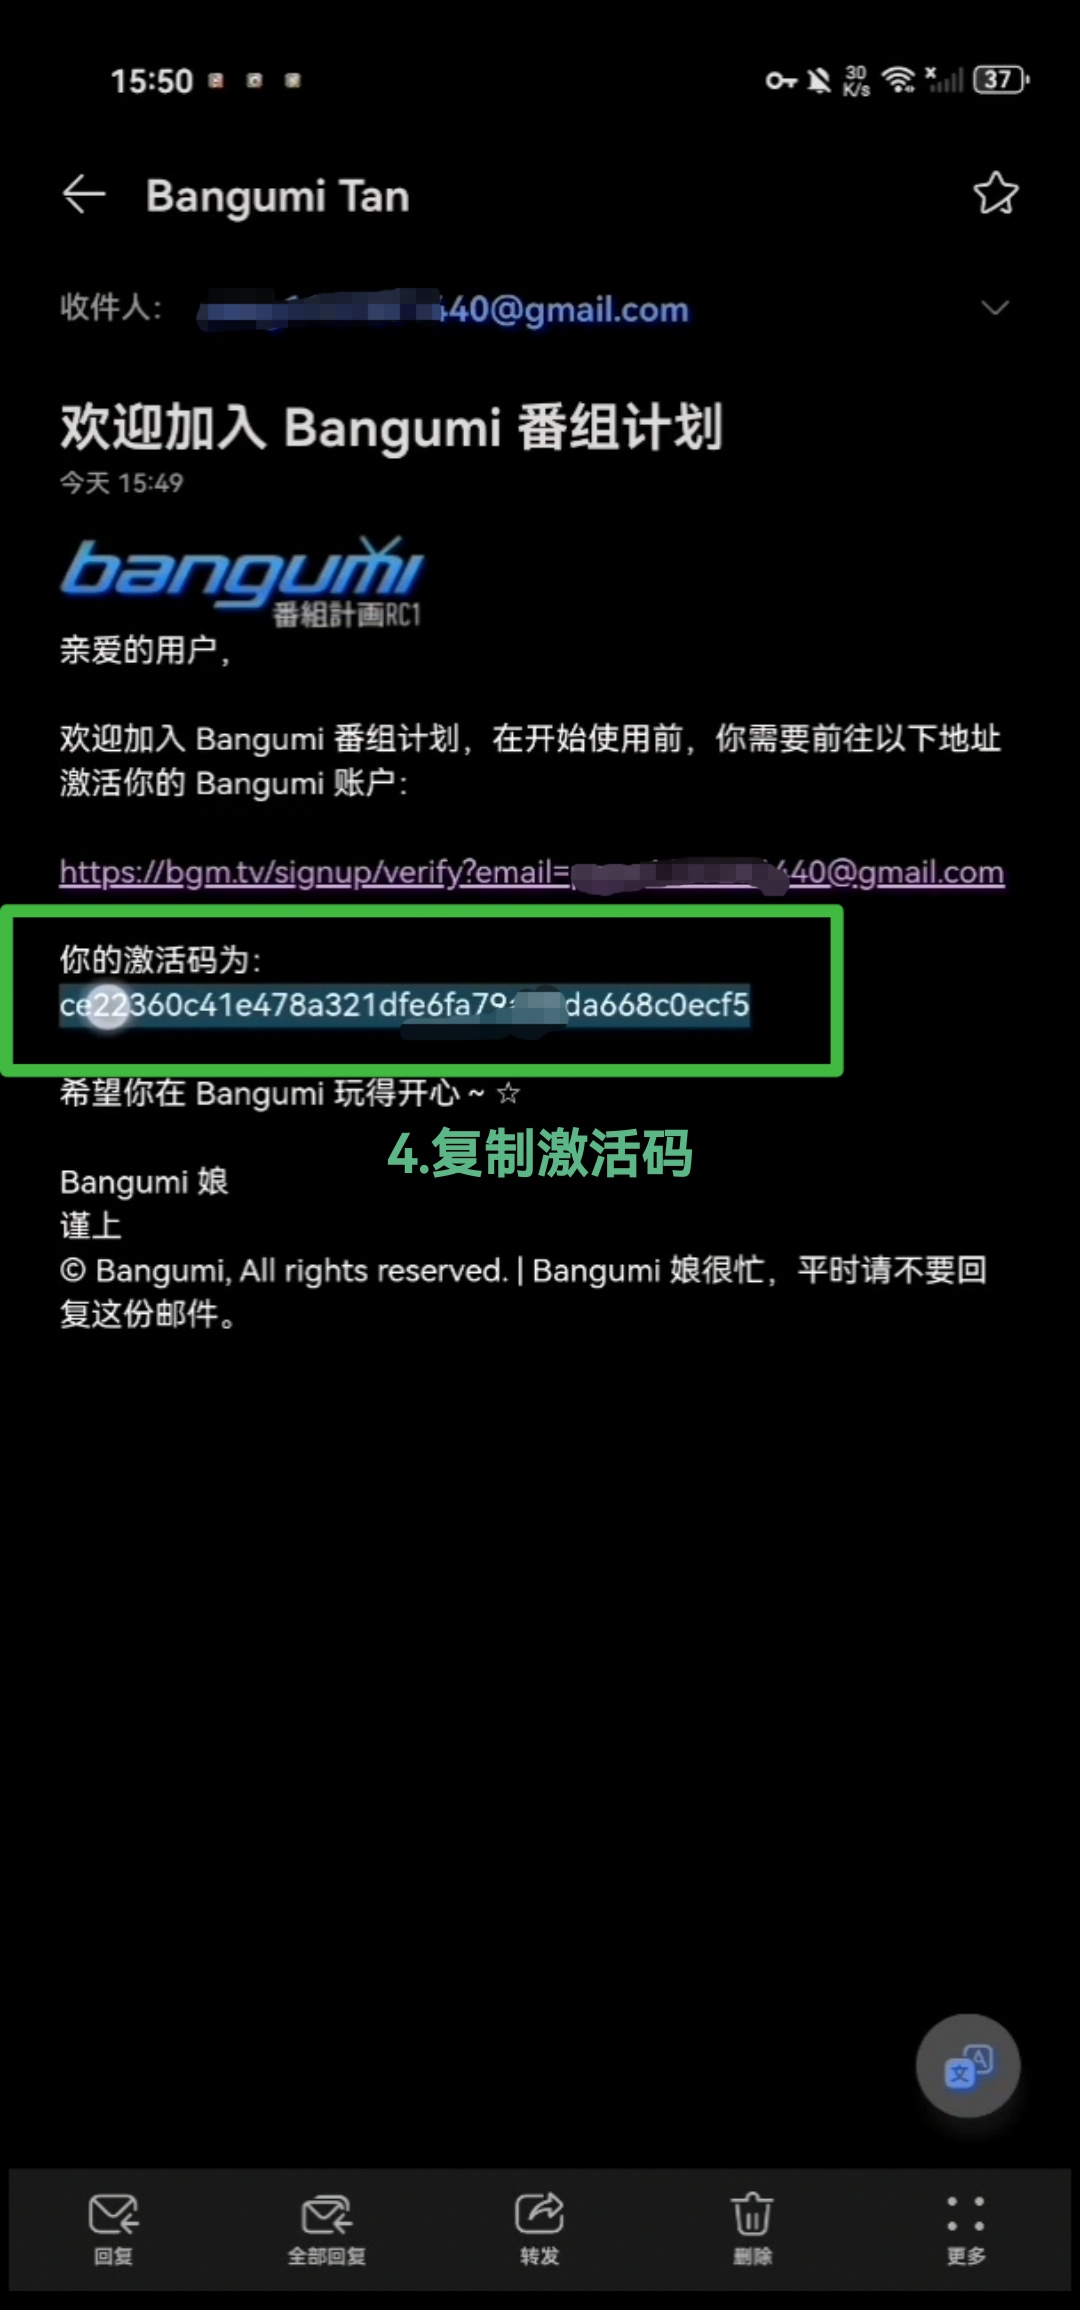 15:50
30 K/s
37
Bangumi Tan
收件人：
440@gmail.com
欢迎加入 Bangumi 番组计划
今天 15:49
bangumi
番組計画RC1
亲爱的用户，
欢迎加入 Bangumi 番组计划，在开始使用前，你需要前往以下地址
激活你的 Bangumi 账户：
https://bgm.tv/signup/verify?email= 440@gmail.com
你的激活码为：
ce22360c41e478a321dfe6fa79 da668c0ecf5
希望你在 Bangumi 玩得开心 ~ ☆
4.复制激活码
Bangumi 娘
谨上
© Bangumi, All rights reserved. | Bangumi 娘很忙，平时请不要回
复这份邮件。
回复
全部回复
转发
删除
更多